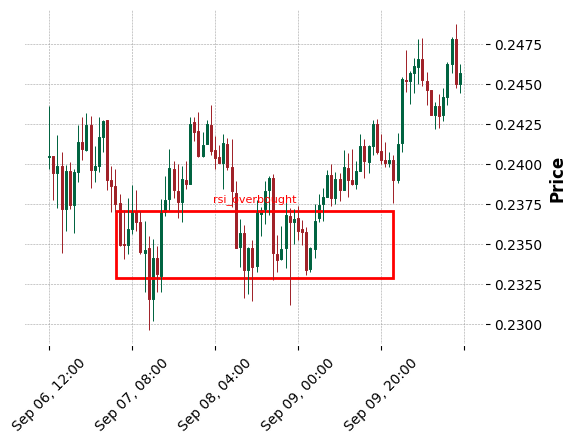 0.2475
0.2450
0.2425
0.2400
0.2375
0.2350
0.2325
0.2300
Price
rsi_overbought
Sep 06, 12:00
Sep 07, 08:00
Sep 08, 04:00
Sep 09, 00:00
Sep 09, 20:00